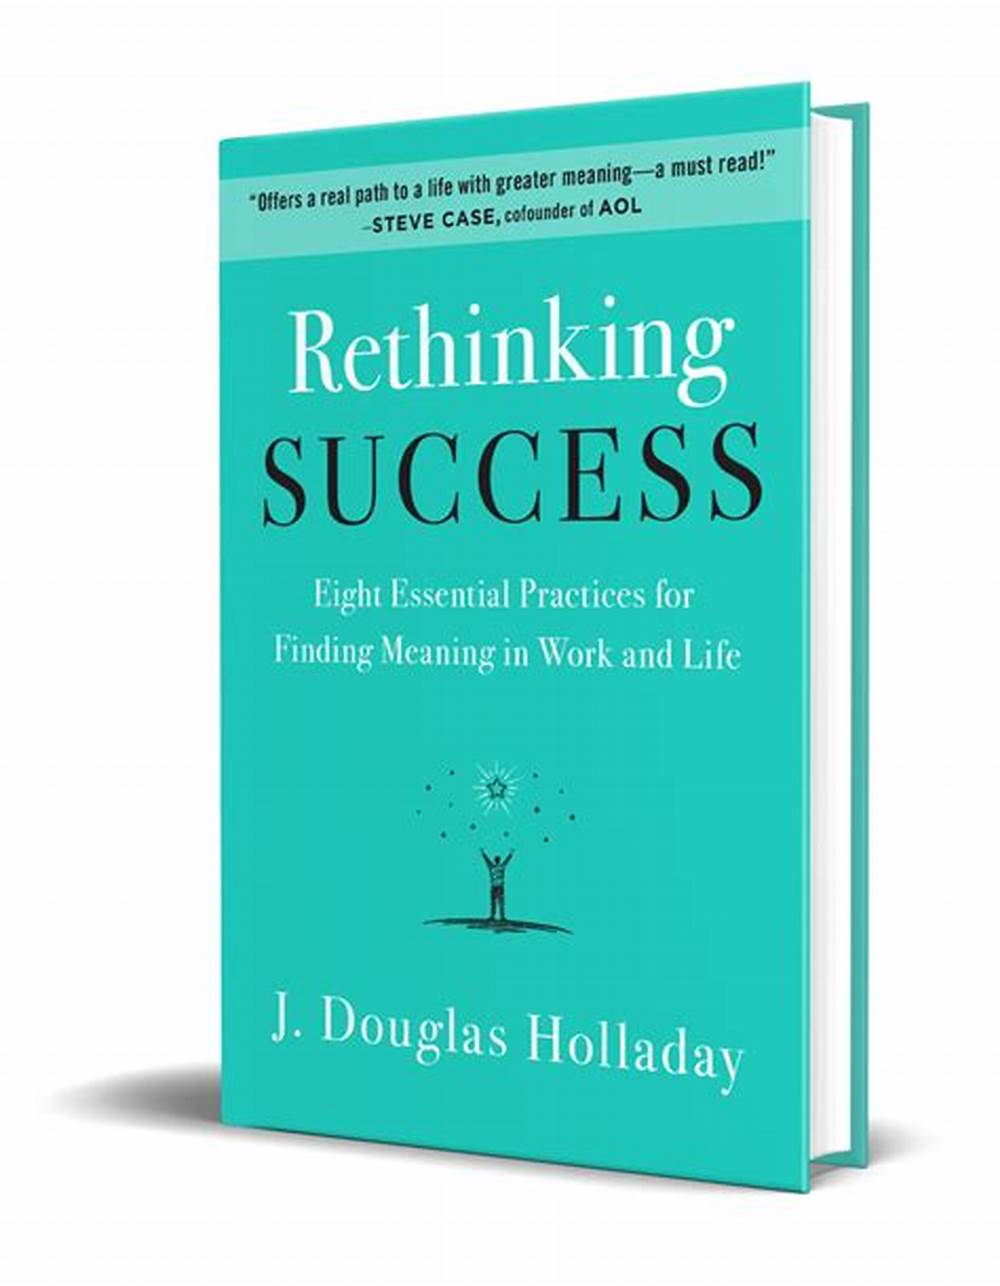 “Offers a real path to a life with greater meaning—a must read!”
–STEVE CASE, cofounder of AOL
Rethinking
SUCCESS
Eight Essential Practices for
Finding Meaning in Work and Life
J. Douglas Holladay